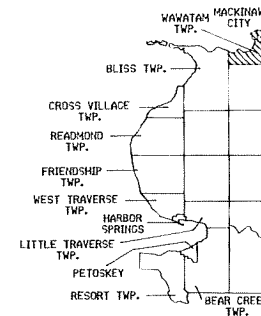 MACKINAW
CITY
WAWATAM
TWP.
BLISS TWP.
CROSS VILLAGE
TWP.
READMOND
TWP.
FRIENDSHIP
TWP.
WEST TRAVERSE
TWP.
HARBOR
SPRINGS
LITTLE TRAVERSE
TWP.
PETOSKEY
RESORT TWP.
BEAR CREE
TWP.